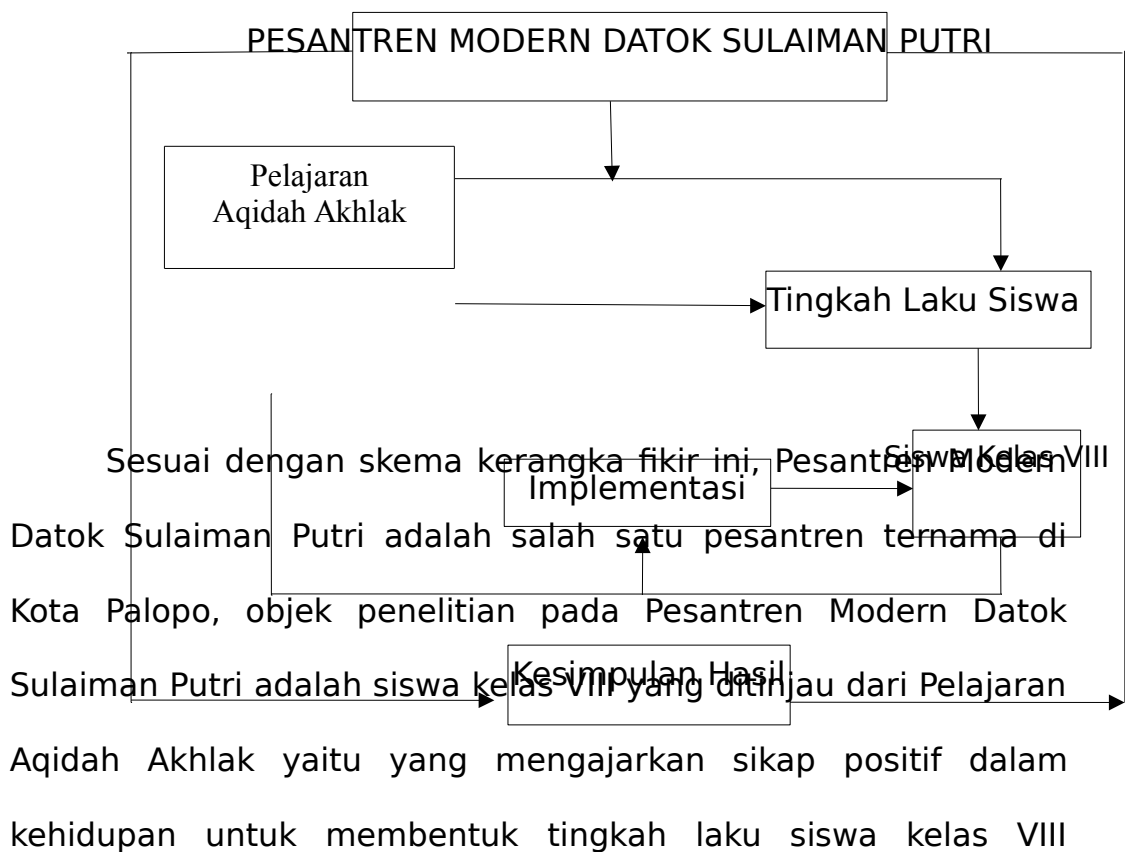 PESANTREN MODERN DATOK SULAIMAN PUTRI
Pelajaran
Aqidah Akhlak
Tingkah Laku Siswa
Siswa Kelas VIII
Implementasi
Kesimpulan Hasil
Sesuai dengan skema kerangka fikir ini, Pesantren Modern
Datok Sulaiman Putri adalah salah satu pesantren ternama di
Kota Palopo, objek penelitian pada Pesantren Modern Datok
Sulaiman Putri adalah siswa kelas VIII yang ditinjau dari Pelajaran
Aqidah Akhlak yaitu yang mengajarkan sikap positif dalam
kehidupan untuk membentuk tingkah laku siswa kelas VIII